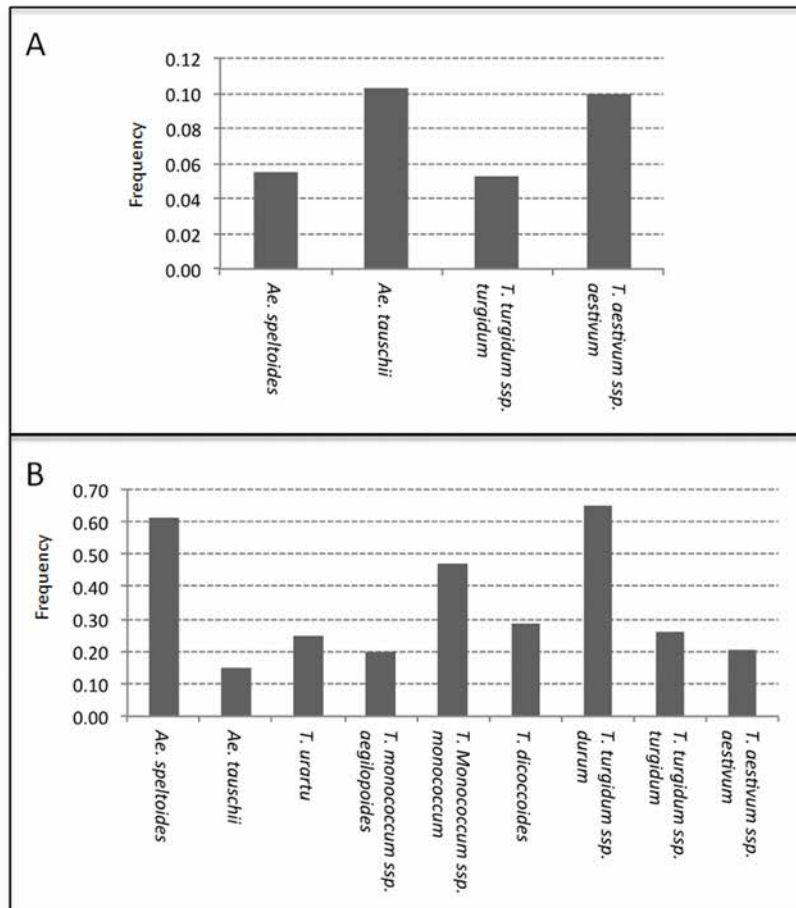 A
0.12
0.10
0.08
0.06
0.04
0.02
0.00
Frequency
Ae. speltoides
Ae. tauschii
T. turgidum ssp.
turgidum
T. aestivum ssp.
aestivum
B
0.70
0.60
0.50
0.40
0.30
0.20
0.10
0.00
Frequency
Ae. speltoides
Ae. tauschii
T. urartu
T. monococcum ssp.
aegilopoides
T. Monococcum ssp.
monococcum
T. dicoccoides
T. turgidum ssp.
durum
T. turgidum ssp.
turgidum
T. aestivum ssp.
aestivum